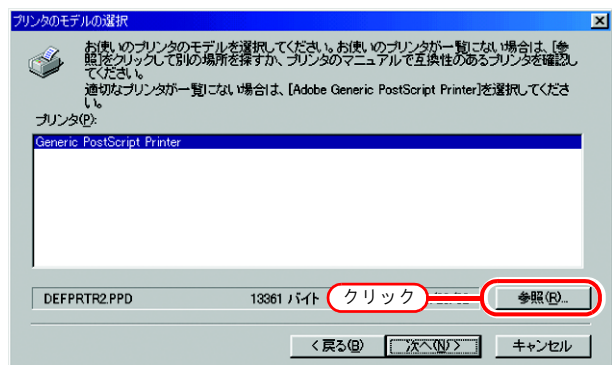 プリンタのモデルの選択
お使いのプリンタのモデルを選択してください。お使いのプリンタが一覧にない場合は、[参
照]をクリックして別の場所を探すか、プリンタのマニュアルで互換性のあるプリンタを確認し
てください。
適切なプリンタが一覧にない場合は、[Adobe Generic PostScript Printer]を選択してくださ
い。
プリンタ(P):
Generic PostScript Printer
DEFPRTR2.PPD 13361 バイト クリック 参照(R)...
< 戻る(B) 次へ(N) > キャンセル